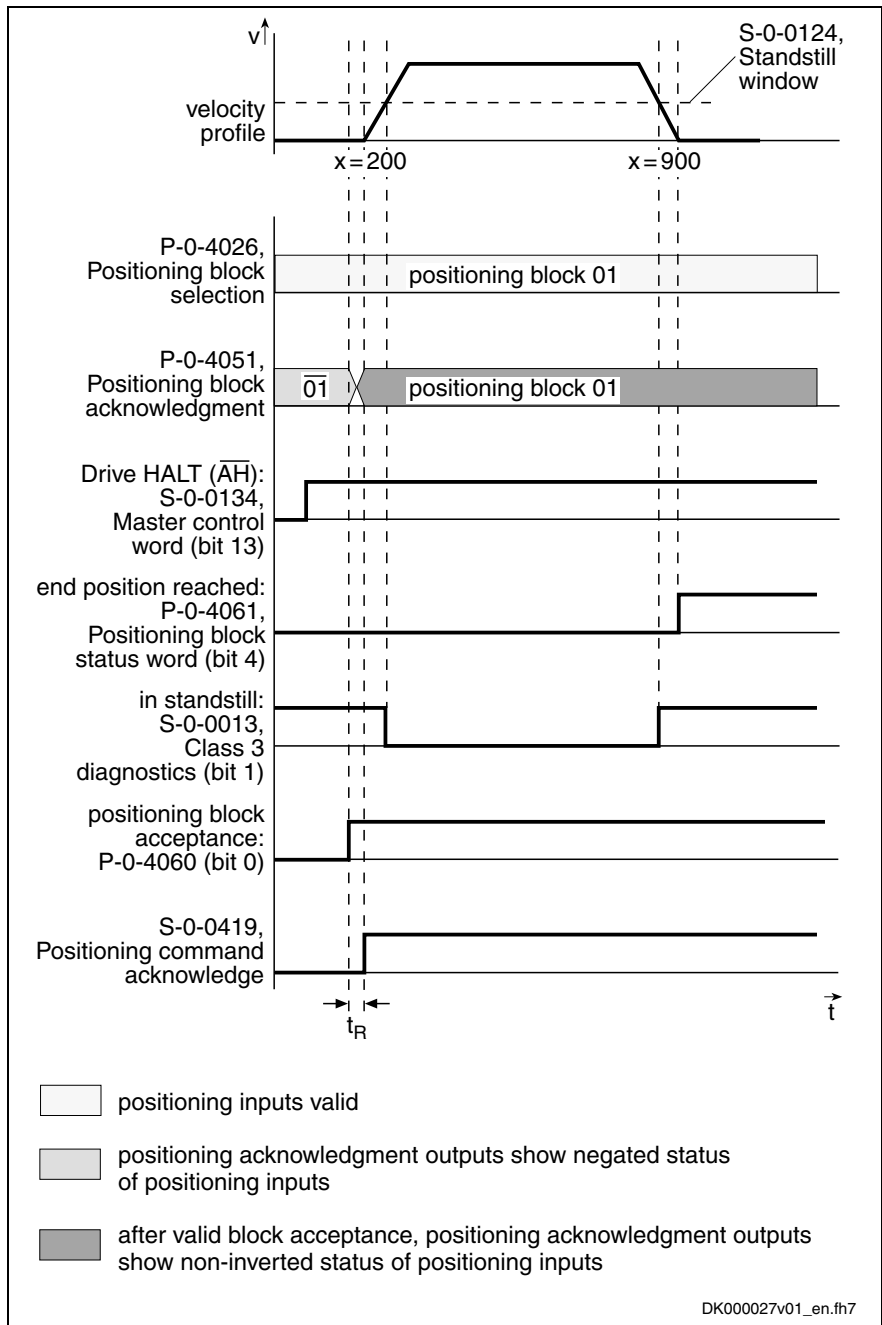 v
S-0-0124,
Standstill
window
velocity
profile
x=200
x=900
P-0-4026,
Positioning block
selection
positioning block 01
P-0-4051,
Positioning block
acknowledgment
0̅1̅
positioning block 01
Drive HALT (A̅H̅):
S-0-0134,
Master control
word (bit 13)
end position reached:
P-0-4061,
Positioning block
status word (bit 4)
in standstill:
S-0-0013,
Class 3
diagnostics (bit 1)
positioning block
acceptance:
P-0-4060 (bit 0)
S-0-0419,
Positioning command
acknowledge
t
tR
positioning inputs valid
positioning acknowledgment outputs show negated status
of positioning inputs
after valid block acceptance, positioning acknowledgment outputs
show non-inverted status of positioning inputs
DK000027v01_en.fh7